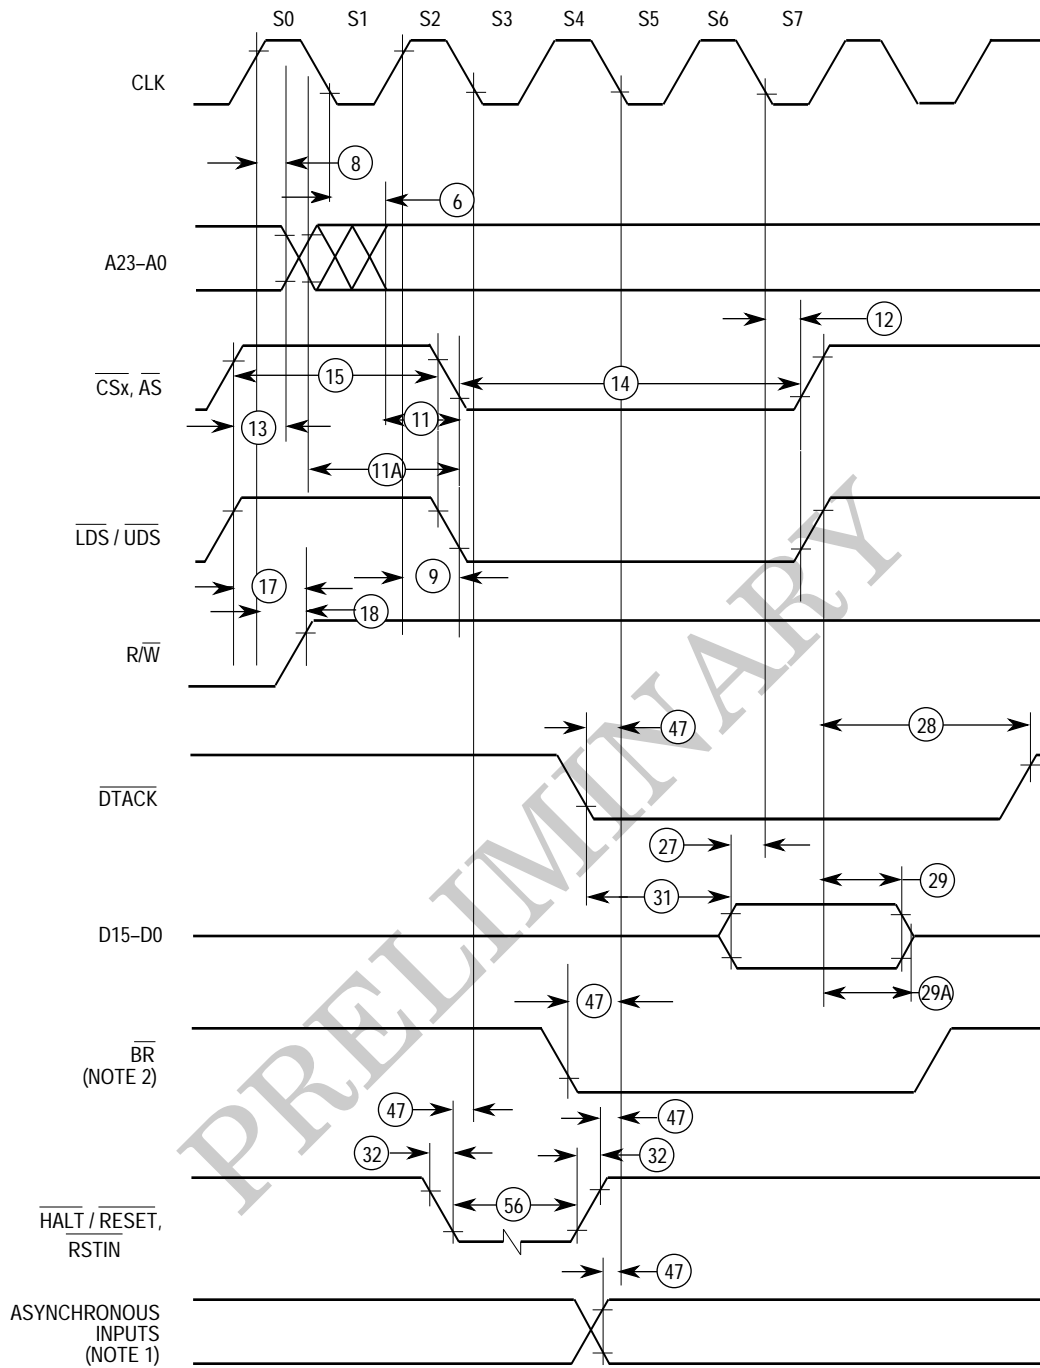 S0 S1 S2 S3 S4 S5 S6 S7
CLK
8
6
A23–A0
12
CSx, AS
15
14
13
11
11A
LDS / UDS
17
9
18
R/W
47
28
DTACK
27
31
29
D15–D0
47
29A
BR
(NOTE 2)
47
47
32
32
56
HALT / RESET,
RSTIN
47
ASYNCHRONOUS
INPUTS
(NOTE 1)
PRELIMINARY